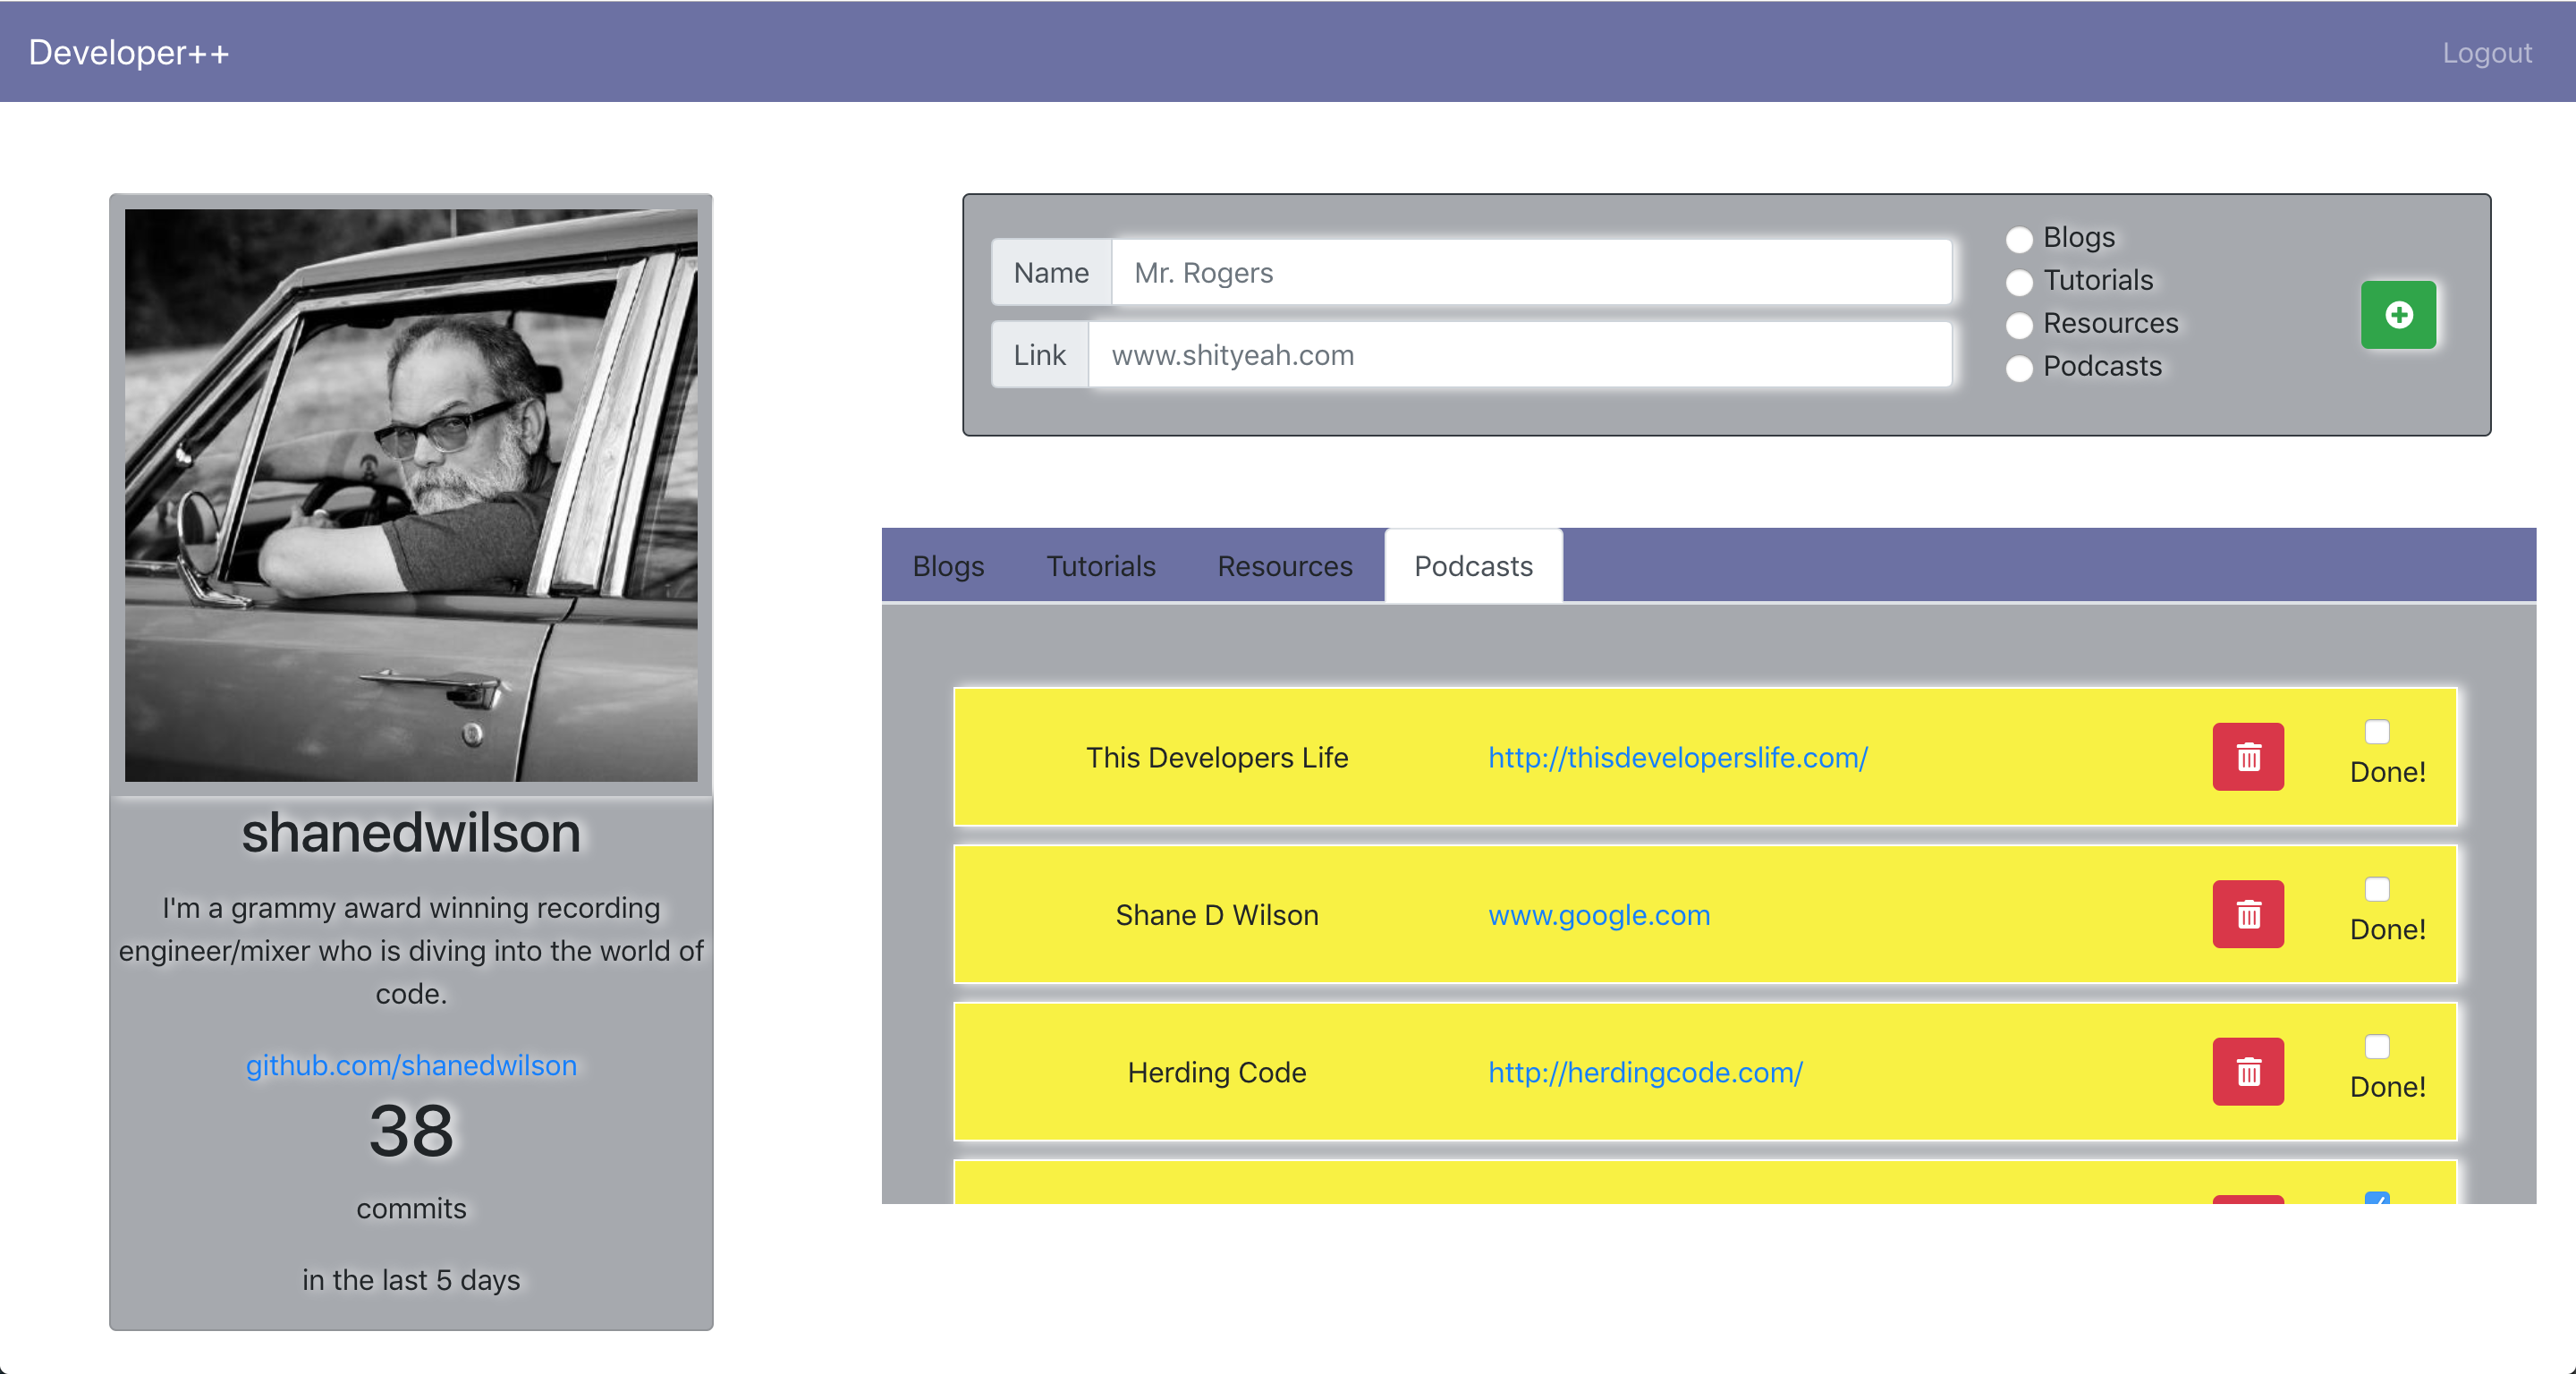 Developer++
Logout
shanedwilson
I'm a grammy award winning recording
engineer/mixer who is diving into the world of
code.
github.com/shanedwilson
38
commits
in the last 5 days
Name
Mr. Rogers
Link
www.shityeah.com
Blogs
Tutorials
Resources
Podcasts
Blogs Tutorials Resources Podcasts
This Developers Life http://thisdeveloperslife.com/ Done!
Shane D Wilson www.google.com Done!
Herding Code http://herdingcode.com/ Done!